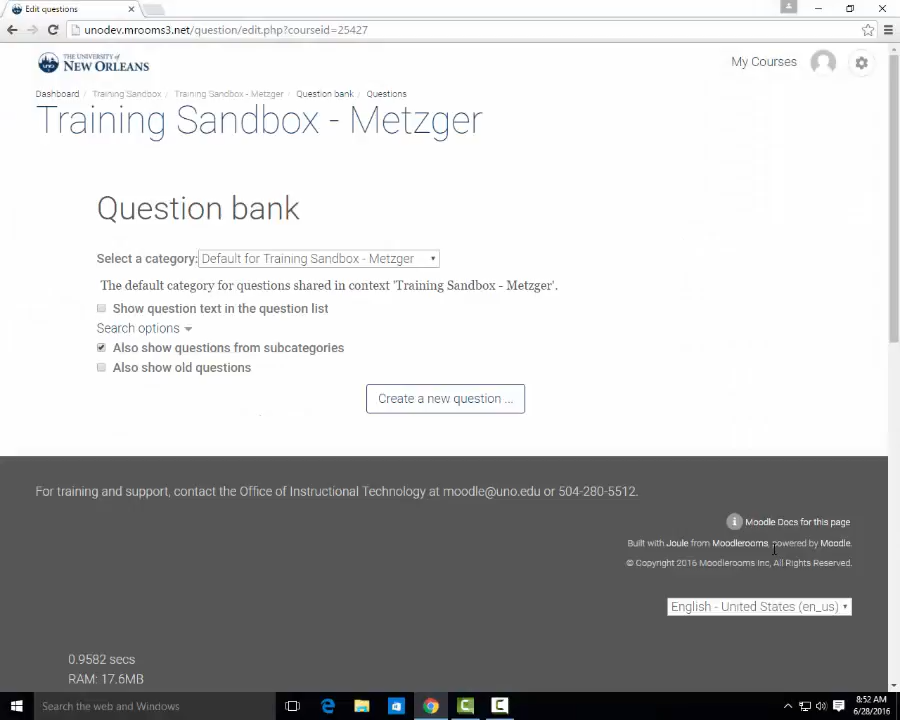 Edit questions
unodev.mrooms3.net/question/edit.php?courseid=25427
THE UNIVERSITY of
NEW ORLEANS
My Courses
Dashboard / Training Sandbox / Training Sandbox - Metzger / Question bank / Questions
Training Sandbox - Metzger
Question bank
Select a category: Default for Training Sandbox - Metzger
The default category for questions shared in context 'Training Sandbox - Metzger'.
Show question text in the question list
Search options
Also show questions from subcategories
Also show old questions
Create a new question ...
For training and support, contact the Office of Instructional Technology at moodle@uno.edu or 504-280-5512.
Moodle Docs for this page
Built with Joule from Moodlerooms, powered by Moodle.
© Copyright 2016 Moodlerooms Inc, All Rights Reserved.
English - United States (en_us)
0.9582 secs
RAM: 17.6MB
Search the web and Windows
8:52 AM
6/28/2016